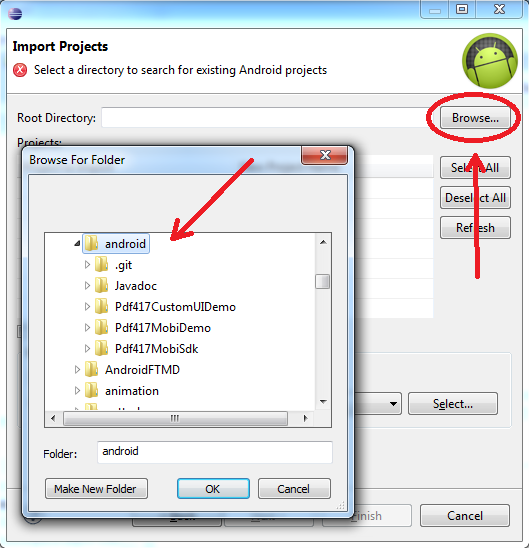 Import Projects
Select a directory to search for existing Android projects
Root Directory:
Browse...
Projects:
Browse For Folder
Select All
Deselect All
Refresh
android
.git
Javadoc
Pdf417CustomUIDemo
Pdf417MobiDemo
Pdf417MobiSdk
AndroidFTMD
animation
Select...
Folder:
android
Make New Folder
OK
Cancel
Finish
Cancel